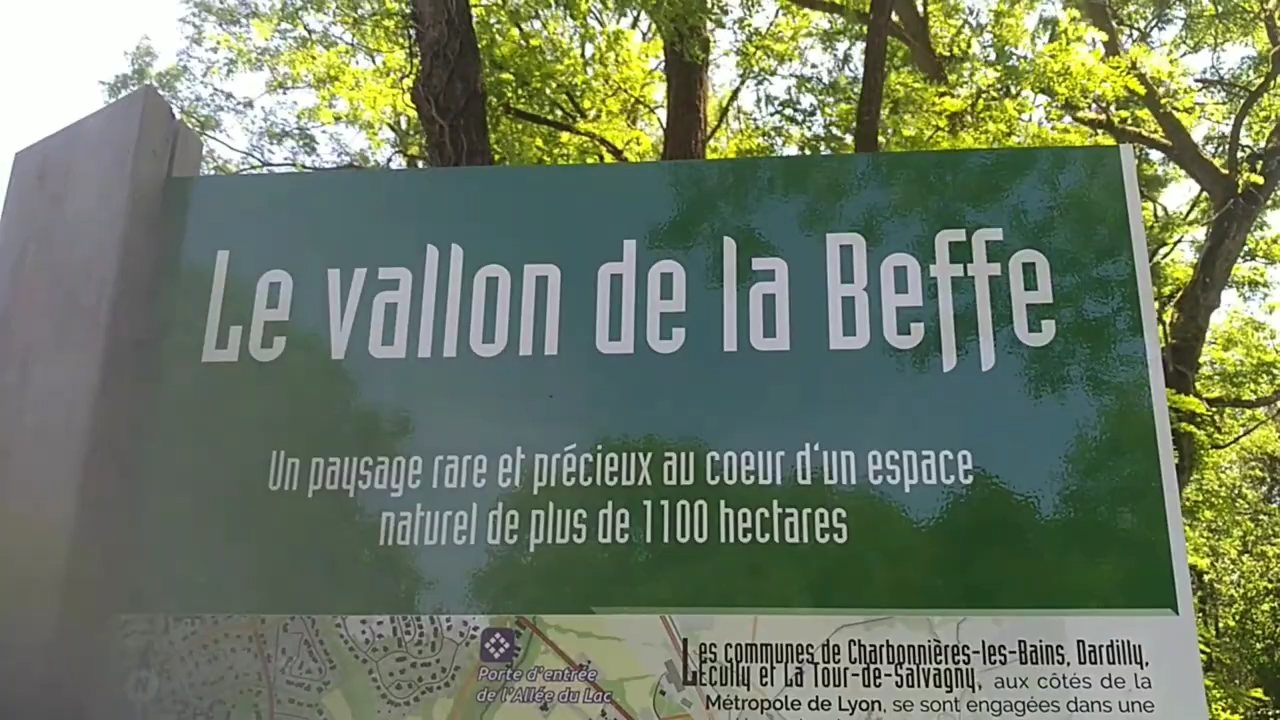 Le vallon de la Beffe
Un paysage rare et précieux au coeur d'un espace
naturel de plus de 1100 hectares
Porte d'entrée
de l'Allée du Lac
Les communes de Charbonnières-les-Bains, Dardilly,
Ecully et La Tour-de-Salvagny, aux côtés de la
Métropole de Lyon, se sont engagées dans une